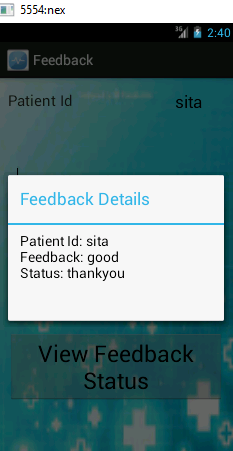 5554:nex
3G 2:40
Feedback
Patient Id sita
Feedback Details
Patient Id: sita
Feedback: good
Status: thankyou
View Feedback
Status